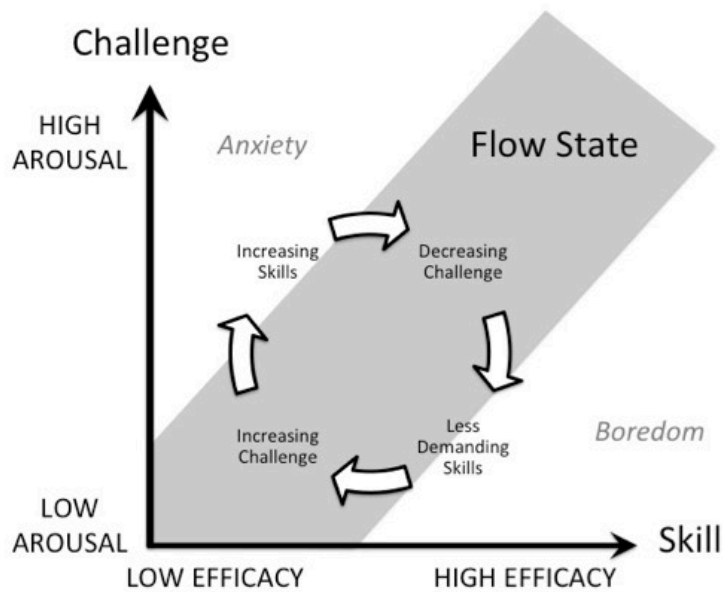 Challenge
HIGH
AROUSAL
Anxiety
Flow State
Increasing
Skills
Decreasing
Challenge
Increasing
Challenge
Less
Demanding
Skills
Boredom
LOW
AROUSAL
Skill
LOW EFFICACY
HIGH EFFICACY